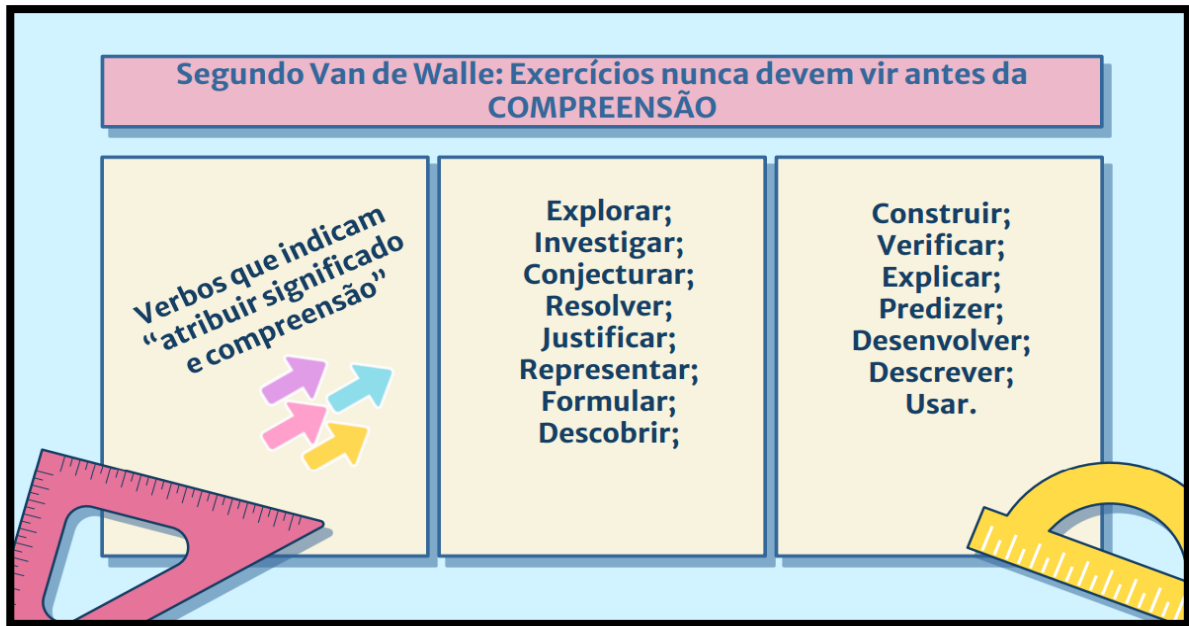 Segundo Van de Walle: Exercícios nunca devem vir antes da
COMPREENSÃO
Verbos que indicam
“atribuir significado
e compreensão”
Explorar;
Investigar;
Conjecturar;
Resolver;
Justificar;
Representar;
Formular;
Descobrir;
Construir;
Verificar;
Explicar;
Predizer;
Desenvolver;
Descrever;
Usar.